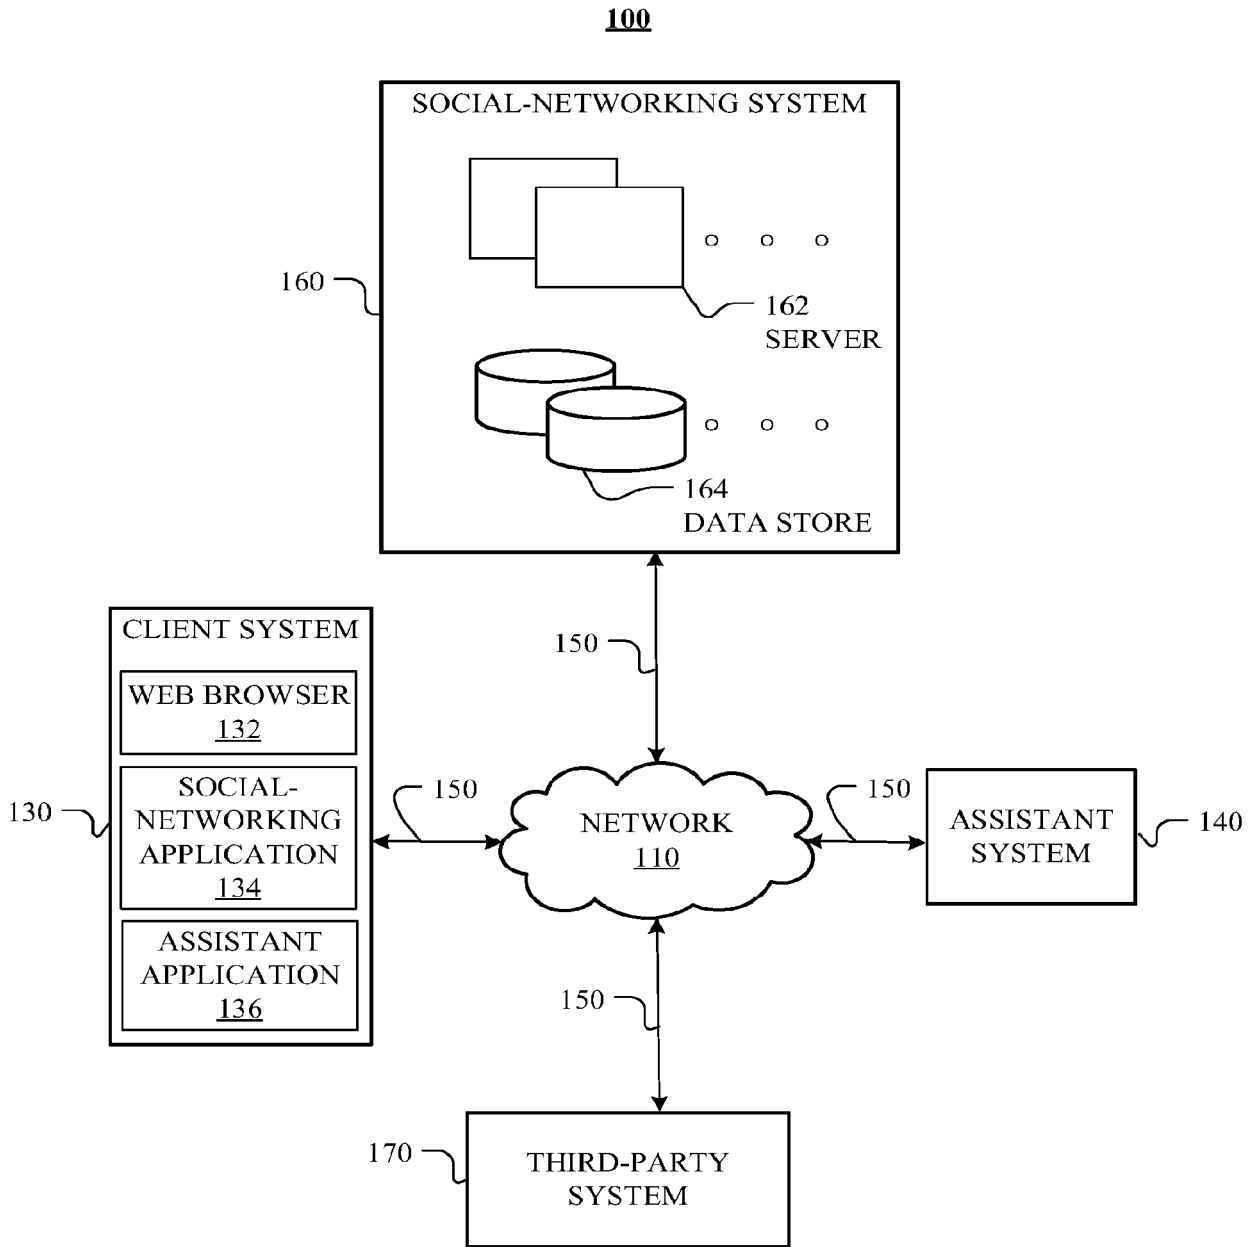 100
SOCIAL-NETWORKING SYSTEM
160
162
SERVER
164
DATA STORE
CLIENT SYSTEM
WEB BROWSER
132
SOCIAL-
NETWORKING
APPLICATION
134
ASSISTANT
APPLICATION
136
130
150
150
NETWORK
110
150
ASSISTANT
SYSTEM
140
150
170
THIRD-PARTY
SYSTEM